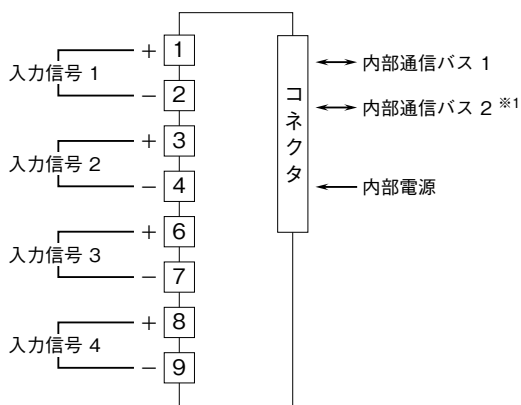 入力信号 1
+ 1
− 2
入力信号 2
+ 3
− 4
入力信号 3
+ 6
− 7
入力信号 4
+ 8
− 9
コネクタ
内部通信バス 1
内部通信バス 2 ※1
内部電源